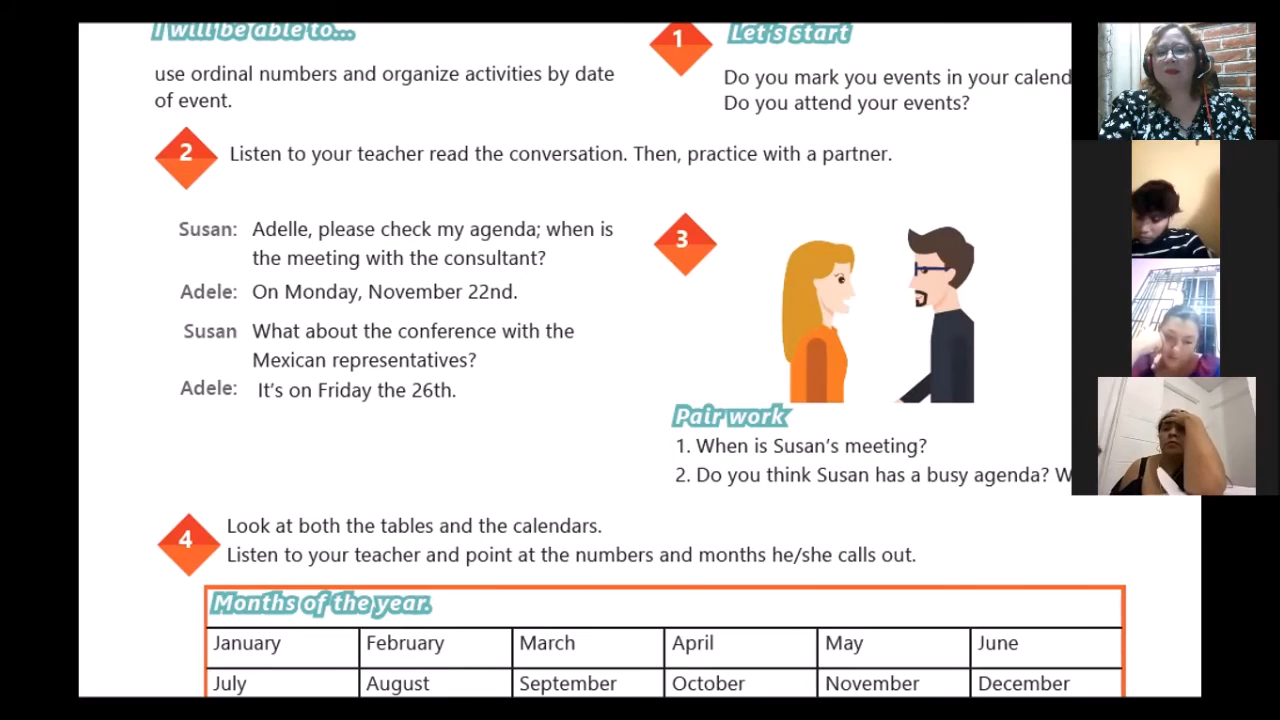 I will be able to...
use ordinal numbers and organize activities by date
of event.
1
Let's start
Do you mark you events in your calend
Do you attend your events?
2
Listen to your teacher read the conversation. Then, practice with a partner.
Susan: Adelle, please check my agenda; when is
the meeting with the consultant?
Adele: On Monday, November 22nd.
Susan What about the conference with the
Mexican representatives?
Adele: It's on Friday the 26th.
3
Pair work
1. When is Susan's meeting?
2. Do you think Susan has a busy agenda? W
4
Look at both the tables and the calendars.
Listen to your teacher and point at the numbers and months he/she calls out.
Months of the year.
January February March April May June
July August September October November December